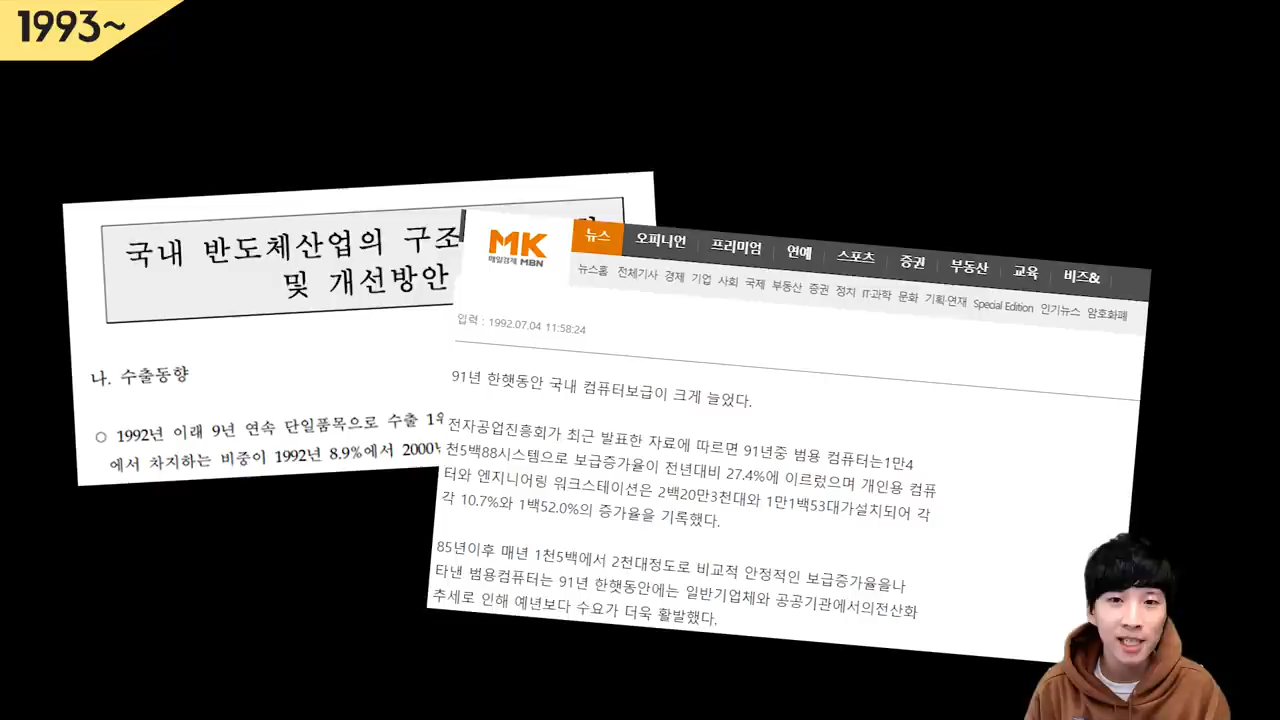 1993~
국내 반도체산업의 구조
및 개선방안
나. 수출동향
○ 1992년 이래 9년 연속 단일품목으로 수출 1위
에서 차지하는 비중이 1992년 8.9%에서 2000년
MK
매일경제 MBN
뉴스 오피니언 프리미엄 연예 스포츠 증권 부동산 교육 비즈&
뉴스홈 전체기사 경제 기업 사회 국제 부동산 증권 정치 IT·과학 문화 기획·연재 Special Edition 인기뉴스 암호화폐
입력 : 1992.07.04 11:58:24
91년 한햇동안 국내 컴퓨터보급이 크게 늘었다.
전자공업진흥회가 최근 발표한 자료에 따르면 91년중 범용 컴퓨터는1만4
천5백88시스템으로 보급증가율이 전년대비 27.4%에 이르렀으며 개인용 컴퓨
터와 엔지니어링 워크스테이션은 2백20만3천대와 1만1백53대가설치되어 각
각 10.7%와 1백52.0%의 증가율을 기록했다.
85년이후 매년 1천5백에서 2천대정도로 비교적 안정적인 보급증가율을나
타낸 범용컴퓨터는 91년 한햇동안에는 일반기업체와 공공기관에서의전산화
추세로 인해 예년보다 수요가 더욱 활발했다.